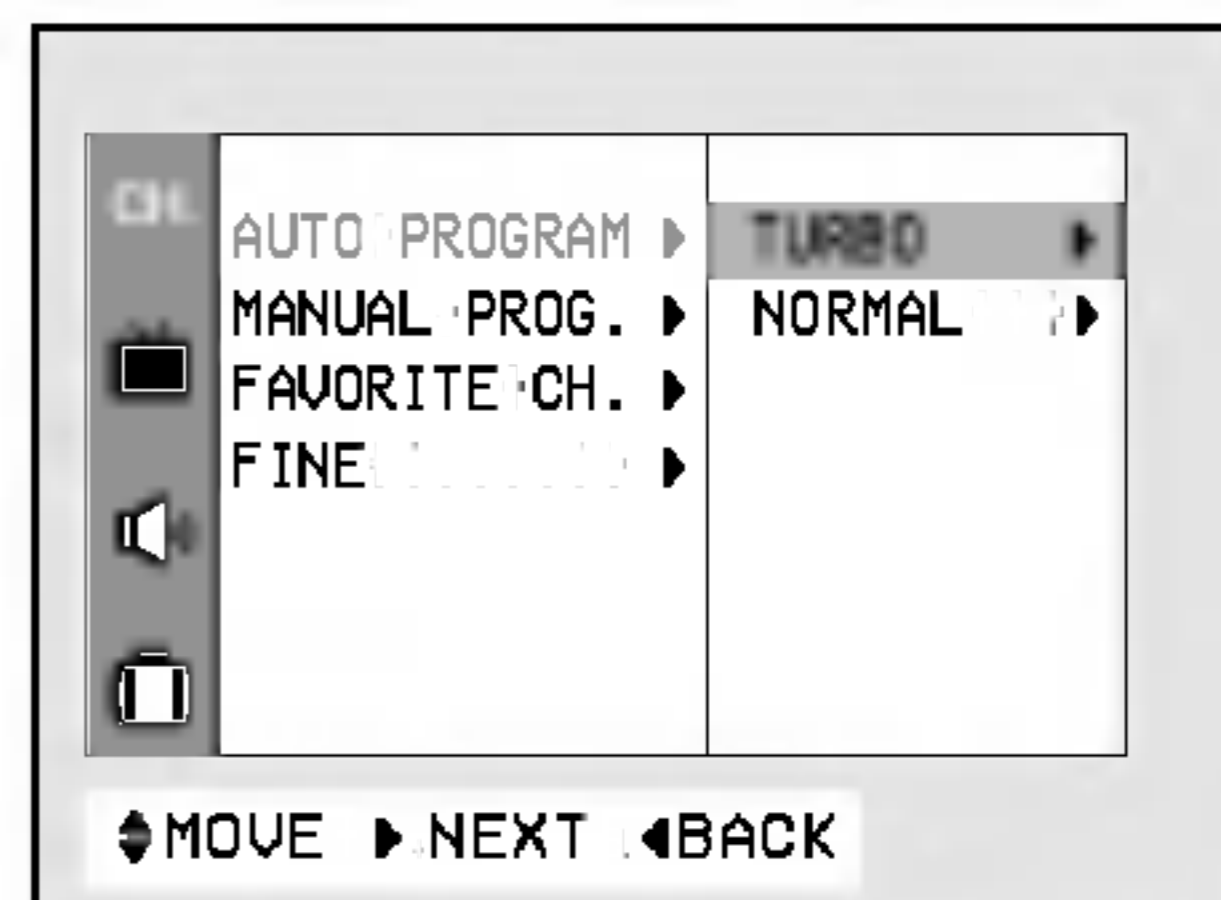 AUTO PROGRAM ▶ TURBO ▶
MANUAL PROG. ▶ NORMAL ▶
FAVORITE CH. ▶
FINE ▶
MOVE ▶ NEXT ◀ BACK